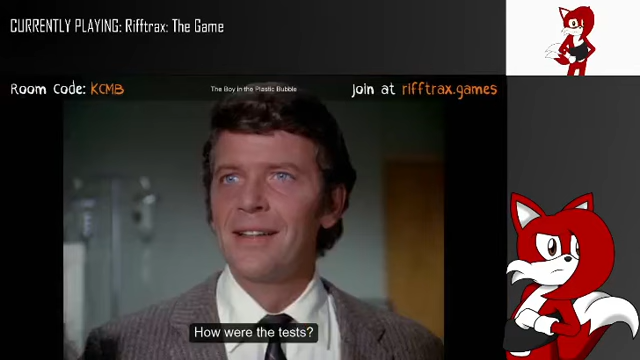 CURRENTLY PLAYING: Rifftrax: The Game
Room Code: KCMB
The Boy in the Plastic Bubble
join at rifftrax.games
How were the tests?